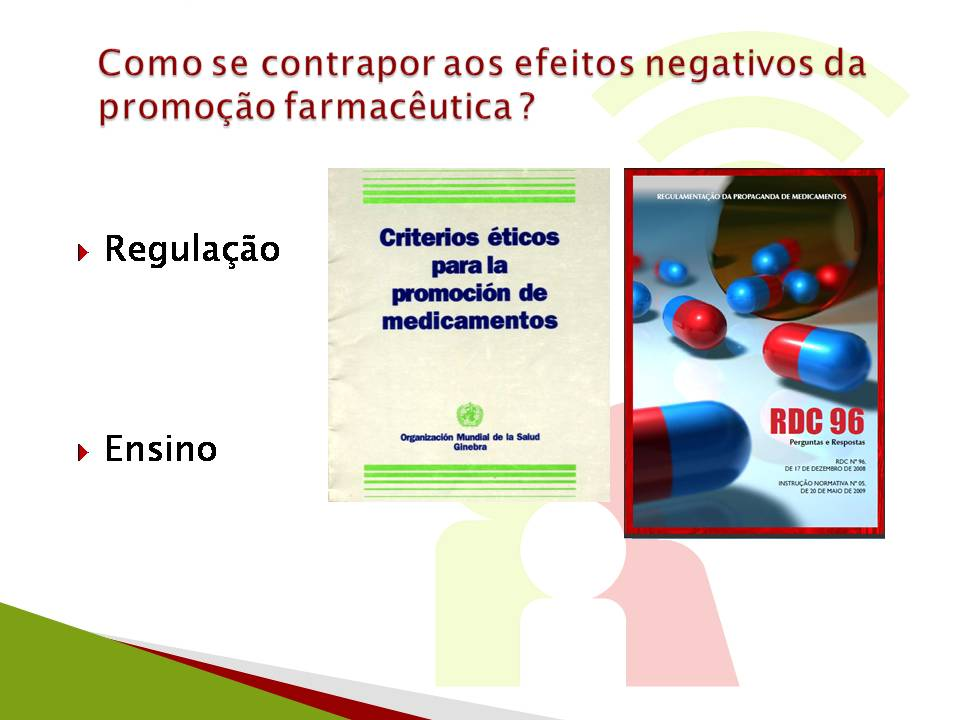 Como se contrapor aos efeitos negativos da
promoção farmacêutica ?
Regulação
Ensino
Criterios éticos
para la
promoción de
medicamentos
Organización Mundial de la Salud
Ginebra
REGULAMENTAÇÃO DA PROPAGANDA DE MEDICAMENTOS
RDC 96
Perguntas e Respostas
RDC Nº 96,
DE 17 DE DEZEMBRO DE 2008
INSTRUÇÃO NORMATIVA Nº 05,
DE 20 DE MAIO DE 2009